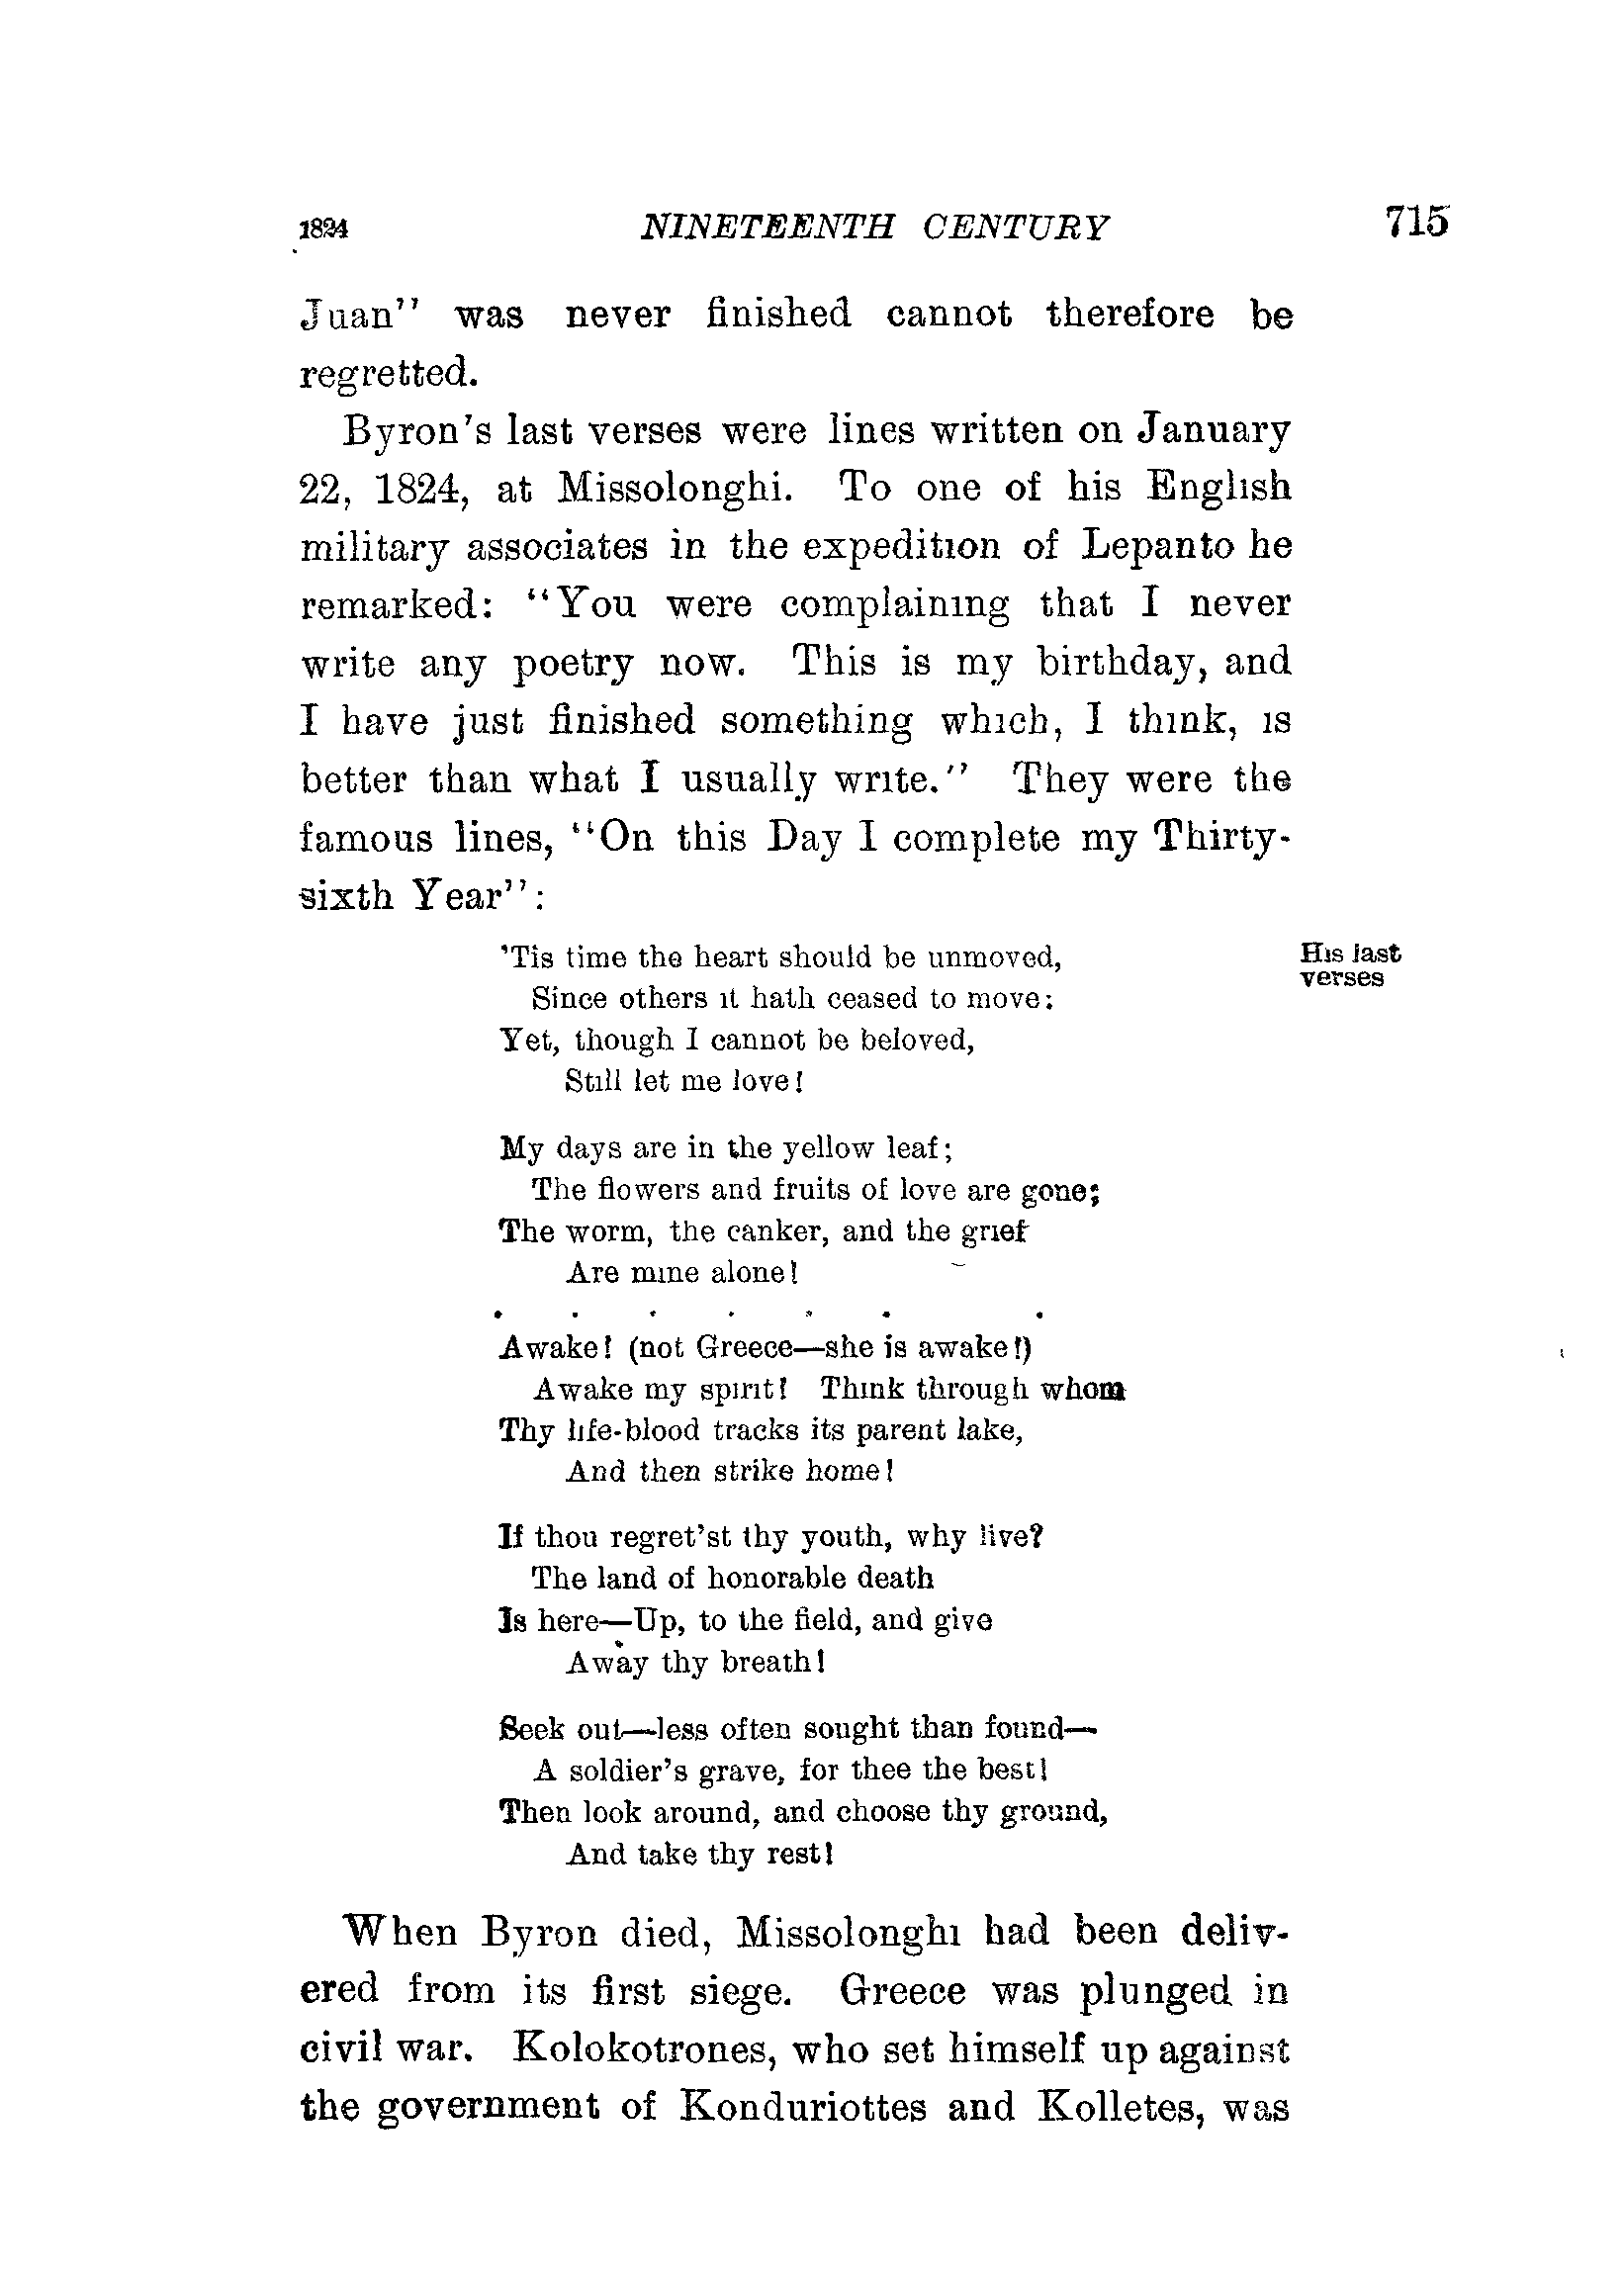 1824 NINETEENTH CENTURY 715
Juan" was never finished cannot therefore be
regretted.
Byron's last verses were lines written on January
22, 1824, at Missolonghi. To one of his English
military associates in the expedition of Lepanto he
remarked: "You were complaining that I never
write any poetry now. This is my birthday, and
I have just finished something which, I think, is
better than what I usually write." They were the
famous lines, "On this Day I complete my Thirty-
sixth Year":
'Tis time the heart should be unmoved,
Since others it hath ceased to move:
Yet, though I cannot be beloved,
Still let me love!
His last
verses
My days are in the yellow leaf;
The flowers and fruits of love are gone;
The worm, the canker, and the grief
Are mine alone!
. . . . . . .
Awake! (not Greece—she is awake!)
Awake my spirit! Think through whom
Thy life-blood tracks its parent lake,
And then strike home!
If thou regret'st thy youth, why live?
The land of honorable death
Is here—Up, to the field, and give
Away thy breath!
Seek out—less often sought than found—
A soldier's grave, for thee the best!
Then look around, and choose thy ground,
And take thy rest!
When Byron died, Missolonghi had been deliv-
ered from its first siege. Greece was plunged in
civil war. Kolokotrones, who set himself up against
the government of Konduriottes and Kolletes, was